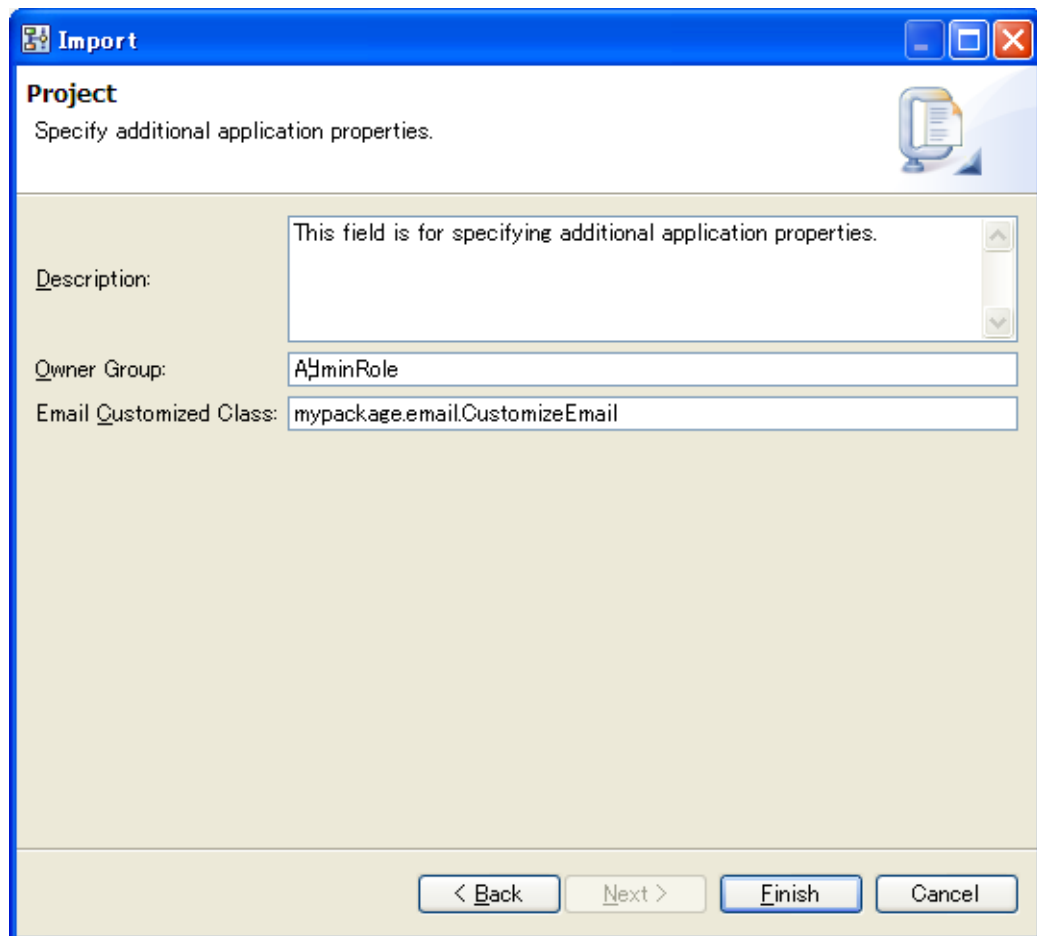 Import
Project
Specify additional application properties.
This field is for specifying additional application properties.
Description:
Owner Group: AdminRole
Email Customized Class: mypackage.email.CustomizeEmail
< Back Next > Finish Cancel